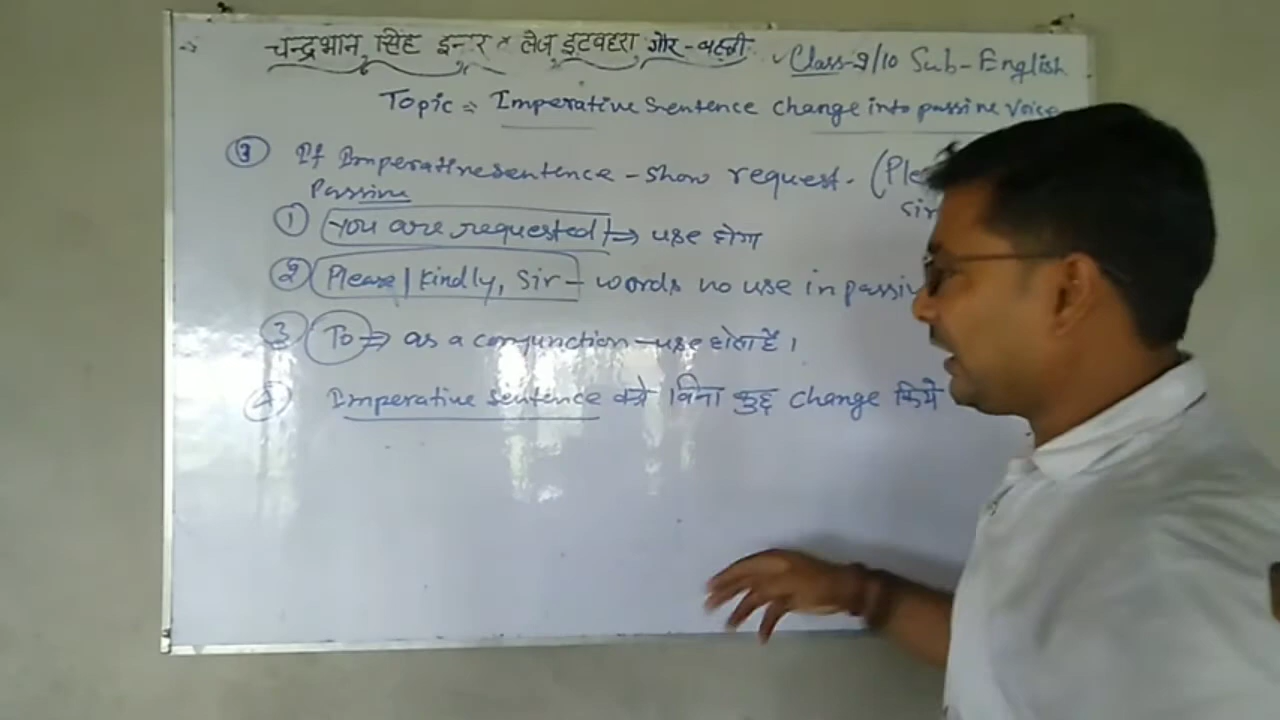 चन्द्रभान सिंह इन्टर कॉलेज इटवहरा गौर-बस्ती Class-9/10 Sub-English
Topic:- Imperative Sentence change into passive voice
③ If Imperative sentence - show request. (Ple
Passive sir
① You are requested ⇒ use होगा
② Please/Kindly, Sir - words no use in passiv
③ To ⇒ as a conjunction - use होता है।
④ Imperative Sentence को बिना कुछ change किये